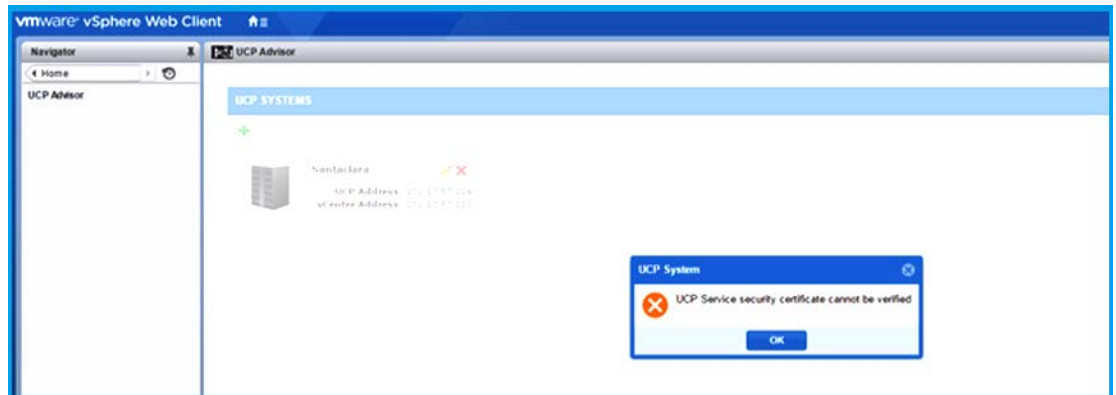 vmware® vSphere Web Client
Navigator
UCP Advisor
Home
UCP Advisor
UCP SYSTEMS
Santaclara
UCP Address
vCenter Address
UCP System
UCP Service security certificate cannot be verified
OK